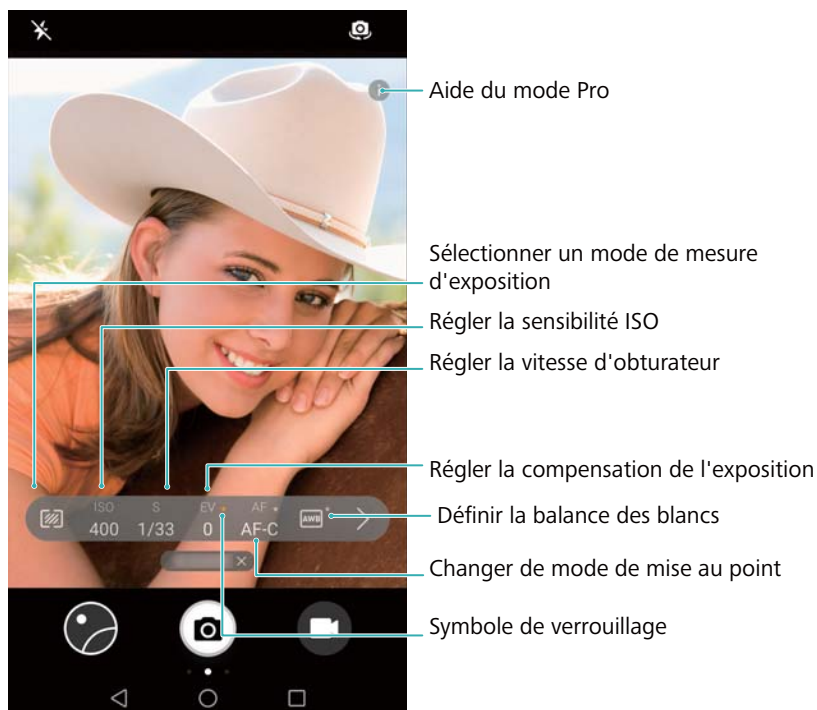 Aide du mode Pro
Sélectionner un mode de mesure
d'exposition
Régler la sensibilité ISO
Régler la vitesse d'obturateur
Régler la compensation de l'exposition
Définir la balance des blancs
Changer de mode de mise au point
Symbole de verrouillage
ISO S EV AF
400 1/33 0 AF-C AWB